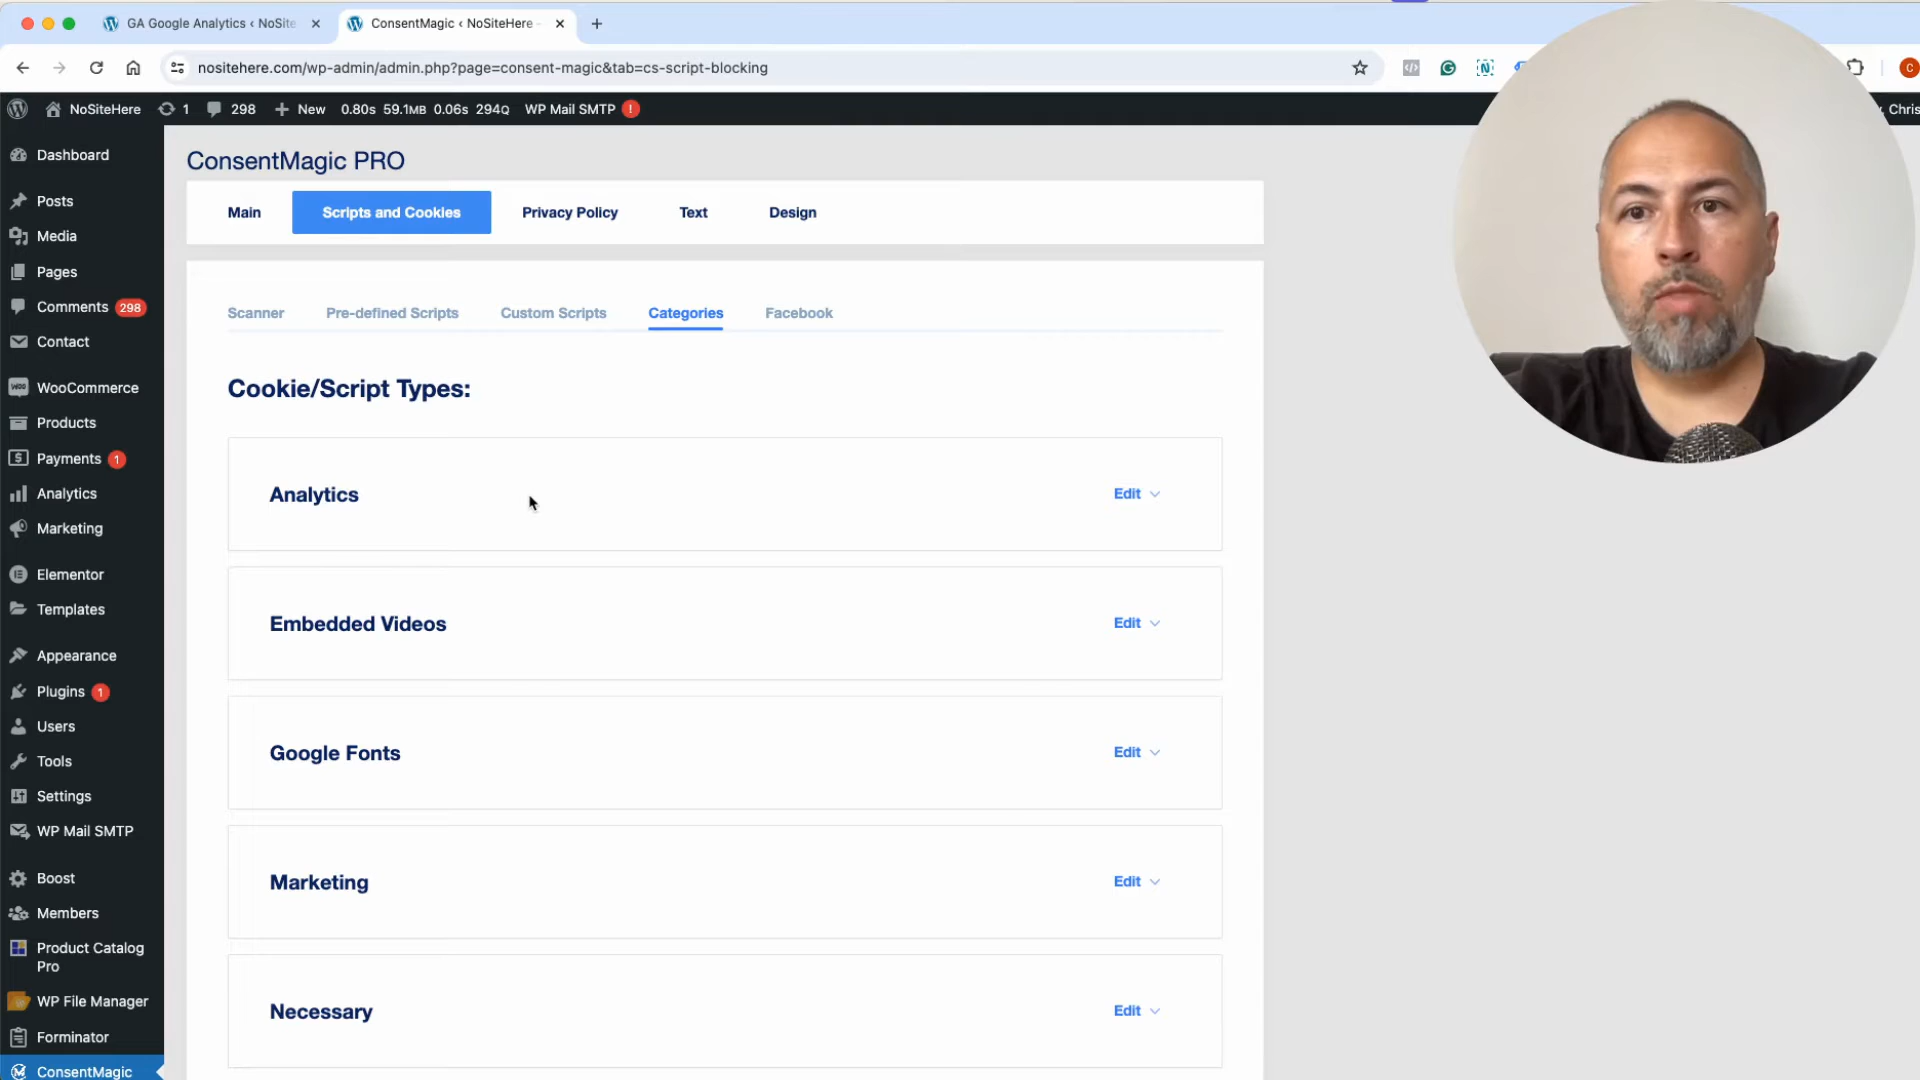 GA Google Analytics ‹ NoSite
ConsentMagic ‹ NoSiteHere -
nositehere.com/wp-admin/admin.php?page=consent-magic&tab=cs-script-blocking
C
NoSiteHere
1
298
New
0.80s 59.1MB 0.06s 294Q
WP Mail SMTP
!
, Chris
Dashboard
Posts
Media
Pages
Comments 298
Contact
WooCommerce
Products
Payments 1
Analytics
Marketing
Elementor
Templates
Appearance
Plugins 1
Users
Tools
Settings
WP Mail SMTP
Boost
Members
Product Catalog
Pro
WP File Manager
Forminator
ConsentMagic
ConsentMagic PRO
Main
Scripts and Cookies
Privacy Policy
Text
Design
Scanner
Pre-defined Scripts
Custom Scripts
Categories
Facebook
Cookie/Script Types:
Analytics
Edit
Embedded Videos
Edit
Google Fonts
Edit
Marketing
Edit
Necessary
Edit